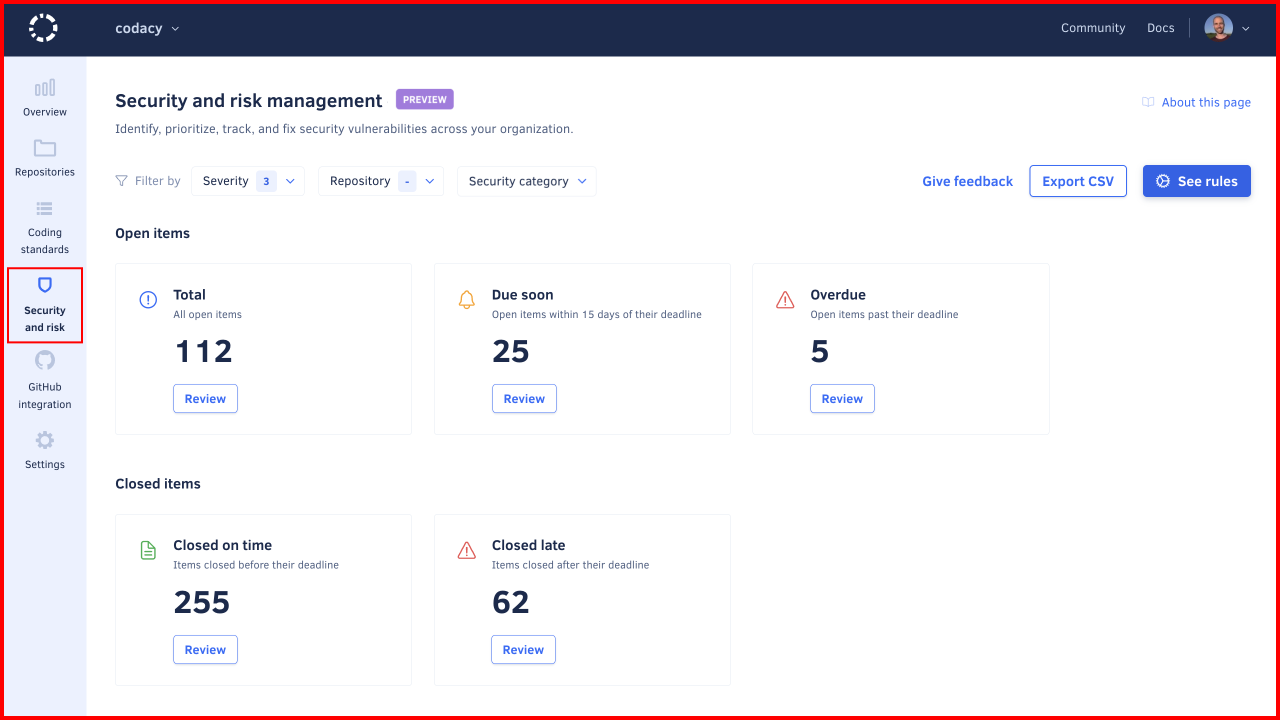 codacy
Community Docs
Overview
Repositories
Coding
standards
Security
and risk
GitHub
integration
Settings
Security and risk management PREVIEW
About this page
Identify, prioritize, track, and fix security vulnerabilities across your organization.
Filter by Severity 3 Repository - Security category
Give feedback Export CSV See rules
Open items
Total
All open items
112
Review
Due soon
Open items within 15 days of their deadline
25
Review
Overdue
Open items past their deadline
5
Review
Closed items
Closed on time
Items closed before their deadline
255
Review
Closed late
Items closed after their deadline
62
Review